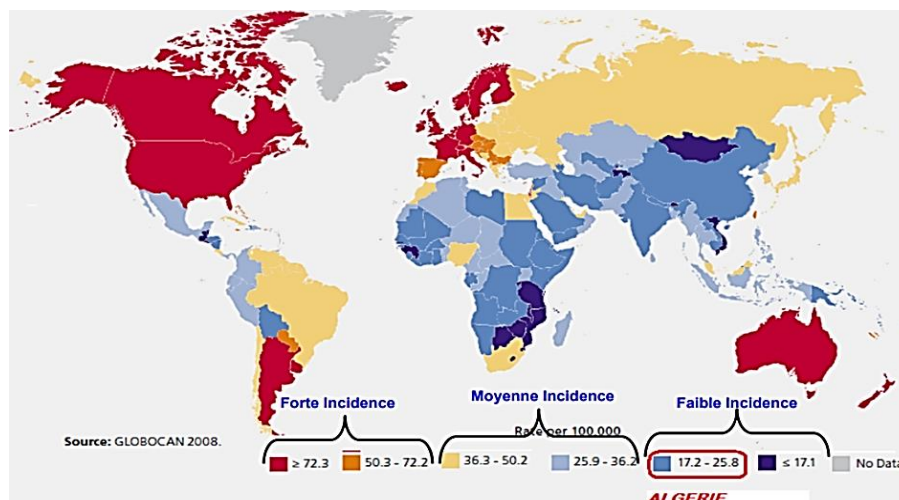 Forte Incidence
Moyenne Incidence
Faible Incidence
Source: GLOBOCAN 2008.
Rate per 100.000
≥ 72.3
50.3 - 72.2
36.3 - 50.2
25.9 - 36.2
17.2 - 25.8
≤ 17.1
No Data
ALGERIE